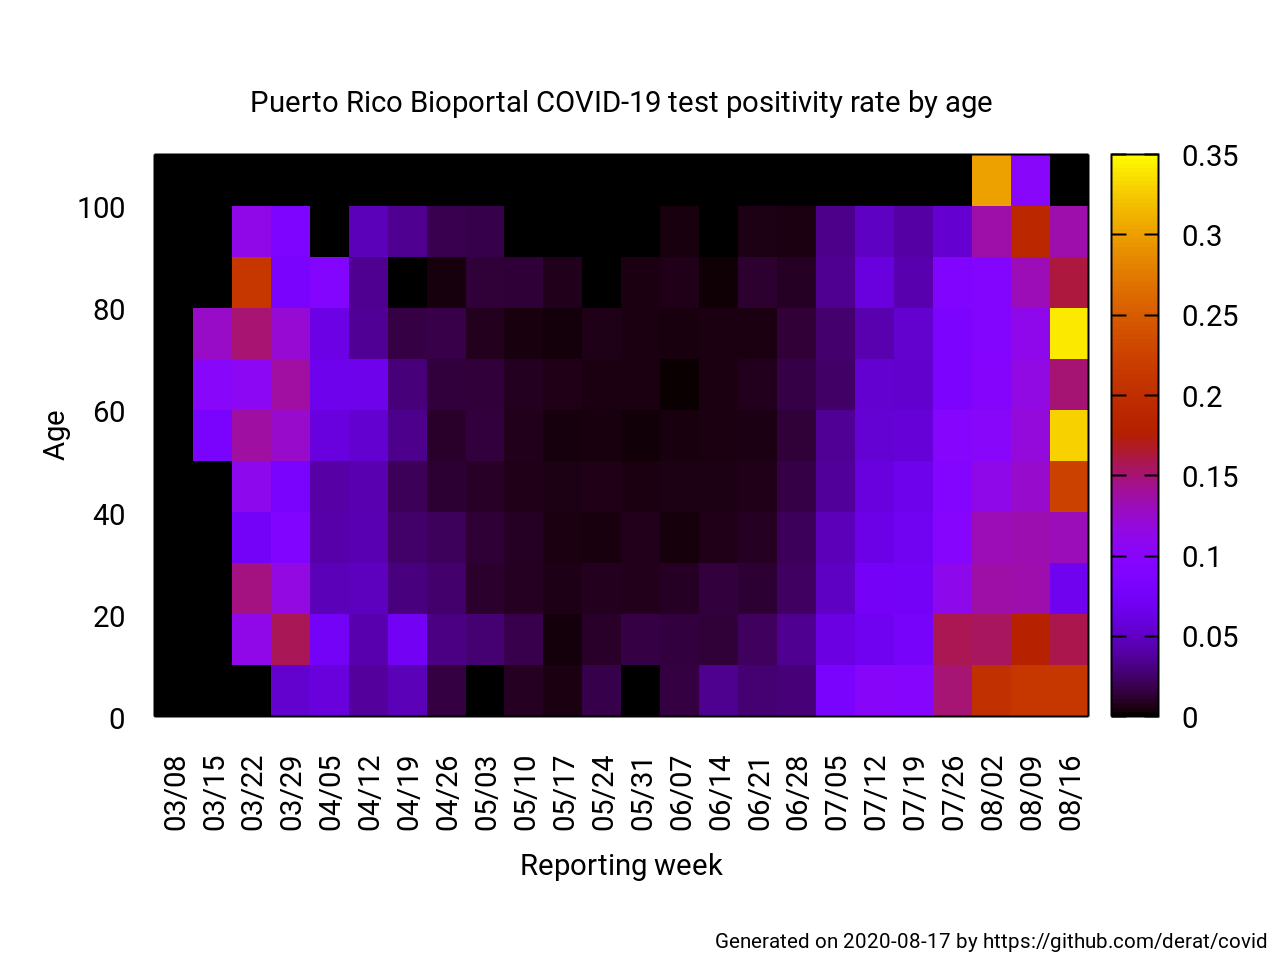 Puerto Rico Bioportal COVID-19 test positivity rate by age
Age
100
80
60
40
20
0
0.35
0.3
0.25
0.2
0.15
0.1
0.05
0
03/08 03/15 03/22 03/29 04/05 04/12 04/19 04/26 05/03 05/10 05/17 05/24 05/31 06/07 06/14 06/21 06/28 07/05 07/12 07/19 07/26 08/02 08/09 08/16
Reporting week
Generated on 2020-08-17 by https://github.com/derat/covid